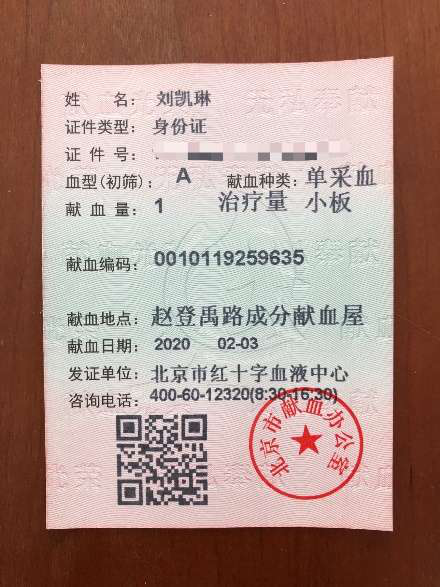 姓 名： 刘凯琳
证件类型： 身份证
证 件 号：
血型(初筛)： A 献血种类： 单采血
献 血 量： 1 治疗量 小板
献血编码： 0010119259635
献血地点： 赵登禹路成分献血屋
献血日期： 2020 02-03
发证单位： 北京市红十字血液中心
咨询电话： 400-60-12320(8:30-16:30)
北京市献血办公室